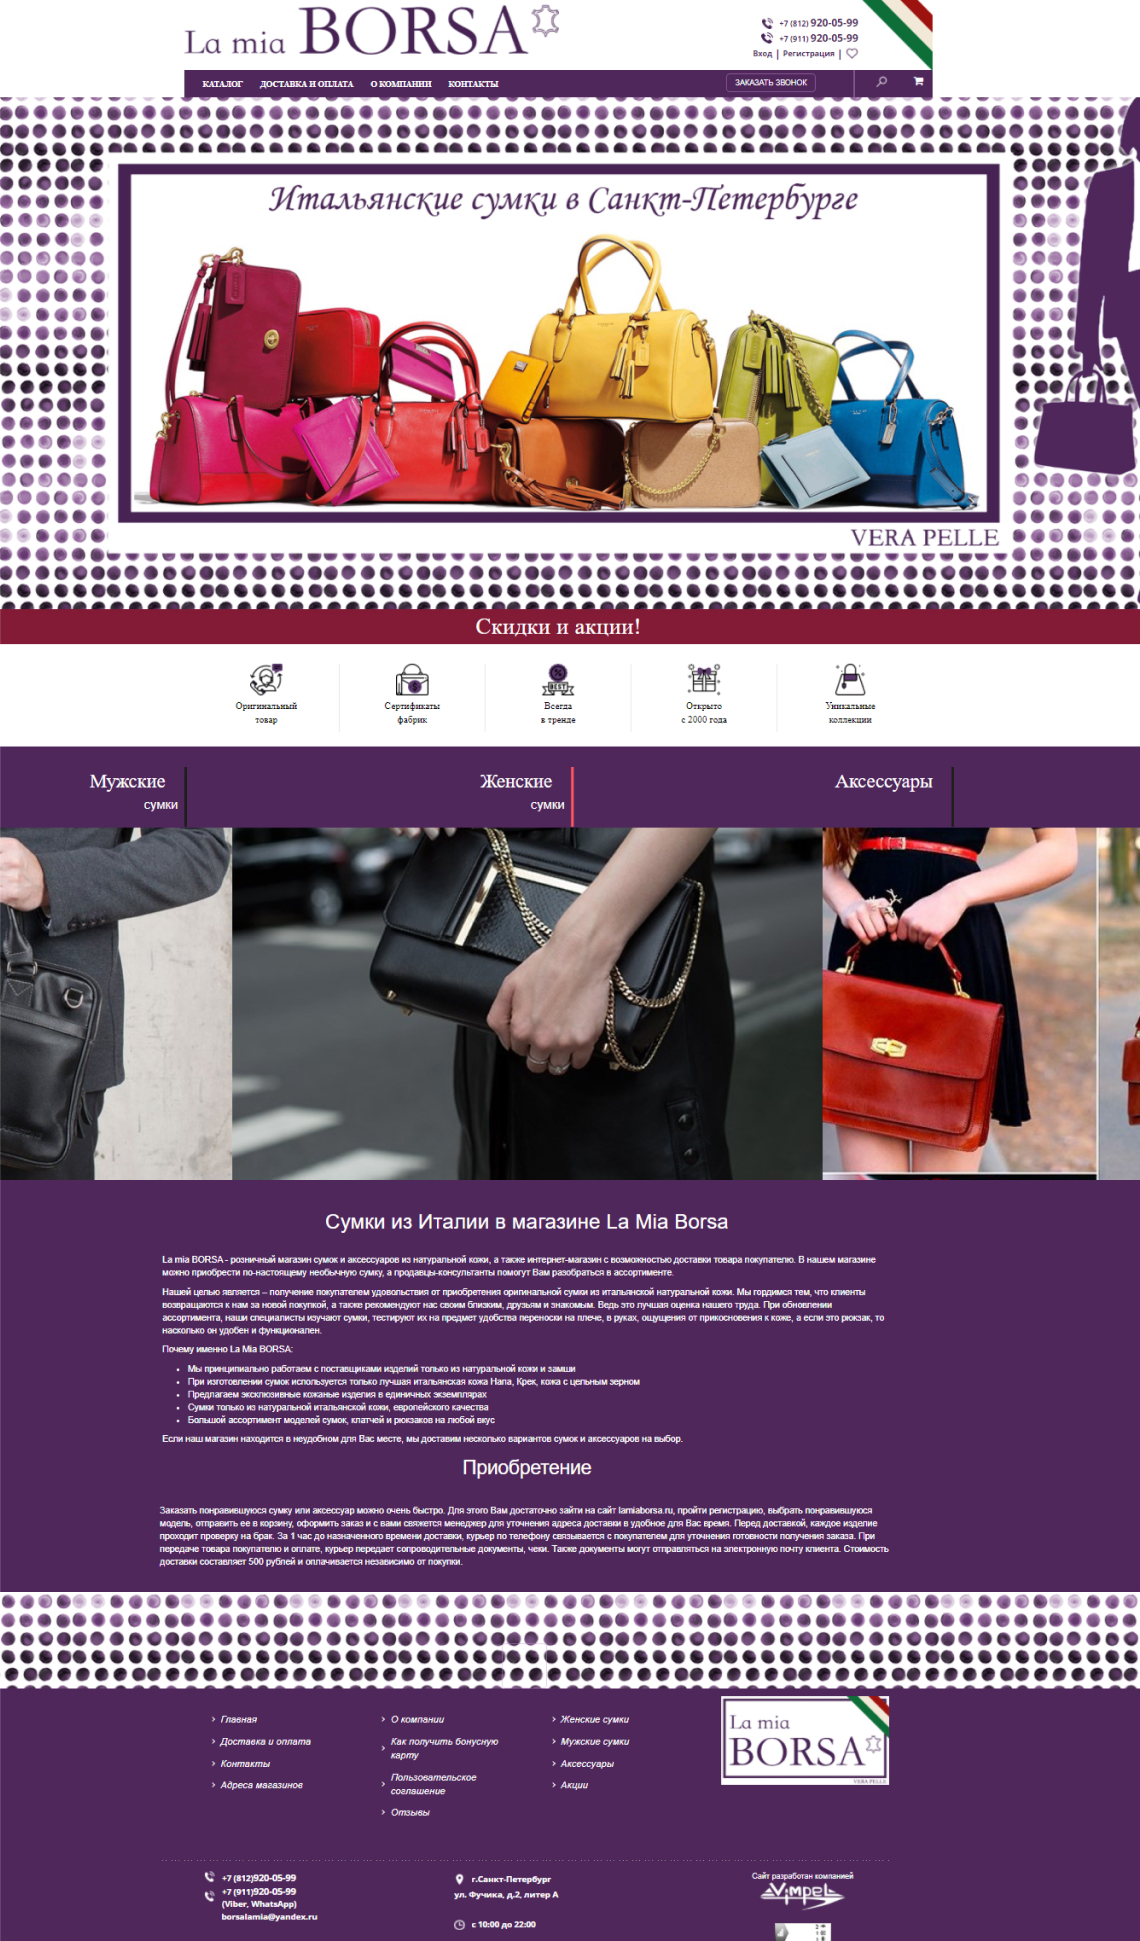 La mia BORSA
+7 (812) 920-05-99
+7 (911) 920-05-99
Вход | Регистрация |
КАТАЛОГ ДОСТАВКА И ОПЛАТА О КОМПАНИИ КОНТАКТЫ ЗАКАЗАТЬ ЗВОНОК
Итальянские сумки в Санкт-Петербурге
VERA PELLE
Скидки и акции!
Оригинальный
товар
Сертификаты
фабрик
BEST
Всегда
в тренде
Открыто
с 2000 года
Уникальные
коллекции
Мужские
сумки
Женские
сумки
Аксессуары
Сумки из Италии в магазине La Mia Borsa
La mia BORSA - розничный магазин сумок и аксессуаров из натуральной кожи, а также интернет-магазин с возможностью доставки товара покупателю. В нашем магазине
можно приобрести по-настоящему необычную сумку, а продавцы-консультанты помогут Вам разобраться в ассортименте.
Нашей целью является – получение покупателем удовольствия от приобретения оригинальной сумки из итальянской натуральной кожи. Мы гордимся тем, что клиенты
возвращаются к нам за новой покупкой, а также рекомендуют нас своим близким, друзьям и знакомым. Ведь это лучшая оценка нашего труда. При обновлении
ассортимента, наши специалисты изучают сумки, тестируют их на предмет удобства переноски на плече, в руках, ощущения от прикосновения к коже, а если это рюкзак, то
насколько он удобен и функционален.
Почему именно La Mia BORSA:
Мы принципиально работаем с поставщиками изделий только из натуральной кожи и замши
При изготовлении сумок используется только лучшая итальянская кожа Напа, Крек, кожа с цельным зерном
Предлагаем эксклюзивные кожаные изделия в единичных экземплярах
Сумки только из натуральной итальянской кожи, европейского качества
Большой ассортимент моделей сумок, клатчей и рюкзаков на любой вкус
Если наш магазин находится в неудобном для Вас месте, мы доставим несколько вариантов сумок и аксессуаров на выбор.
Приобретение
Заказать понравившуюся сумку или аксессуар можно очень быстро. Для этого Вам достаточно зайти на сайт lamiaborsa.ru, пройти регистрацию, выбрать понравившуюся
модель, отправить ее в корзину, оформить заказ и с вами свяжется менеджер для уточнения адреса доставки в удобное для Вас время. Перед доставкой, каждое изделие
проходит проверку на брак. За 1 час до назначенного времени доставки, курьер по телефону связывается с покупателем для уточнения готовности получения заказа. При
передаче товара покупателю и оплате, курьер передает сопроводительные документы, чеки. Также документы могут отправляться на электронную почту клиента. Стоимость
доставки составляет 500 рублей и оплачивается независимо от покупки.
Главная
Доставка и оплата
Контакты
Адреса магазинов
О компании
Как получить бонусную
карту
Пользовательское
соглашение
Отзывы
Женские сумки
Мужские сумки
Аксессуары
Акции
La mia
BORSA
VERA PELLE
+7 (812)920-05-99
+7 (911)920-05-99
(Viber, WhatsApp)
borsalamia@yandex.ru
г.Санкт-Петербург
ул. Фучика, д.2, литер А
с 10:00 до 22:00
Сайт разработан компанией
Vimpel